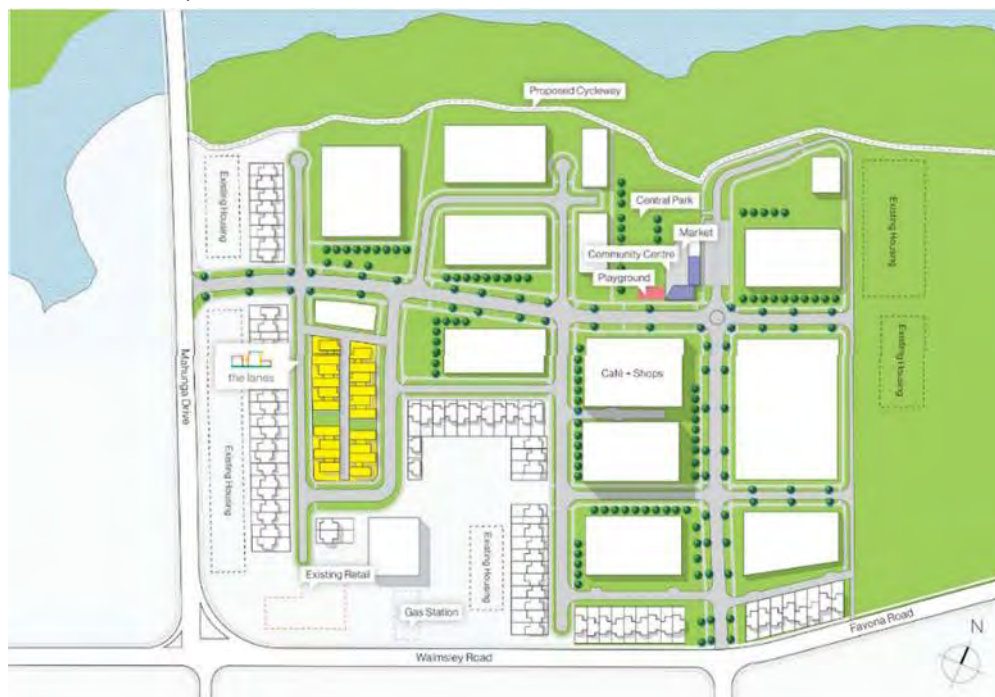 Proposed Cycleway
Existing Housing
Central Park
Existing Housing
Market
Community Centre
Playground
Existing Housing
the lanes
Café + Shops
Mahunga Drive
Existing Housing
Existing Housing
Existing Retail
Gas Station
Favona Road
N
Walmsley Road